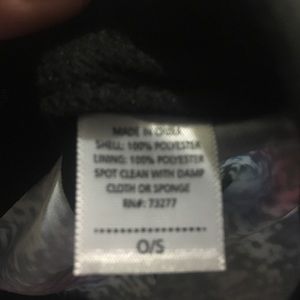 MADE IN CHINA
SHELL: 100% POLYESTER
LINING: 100% POLYESTER
SPOT CLEAN WITH DAMP
CLOTH OR SPONGE
RN#: 73277
O/S